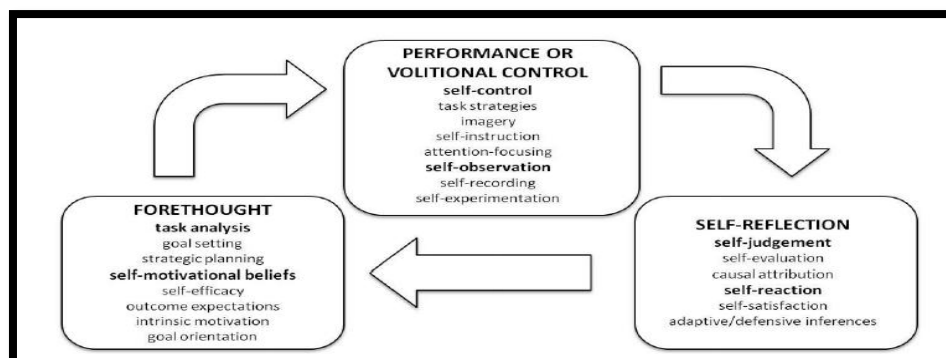 PERFORMANCE OR
VOLITIONAL CONTROL
self-control
task strategies
imagery
self-instruction
attention-focusing
self-observation
self-recording
self-experimentation
FORETHOUGHT
task analysis
goal setting
strategic planning
self-motivational beliefs
self-efficacy
outcome expectations
intrinsic motivation
goal orientation
SELF-REFLECTION
self-judgement
self-evaluation
causal attribution
self-reaction
self-satisfaction
adaptive/defensive inferences